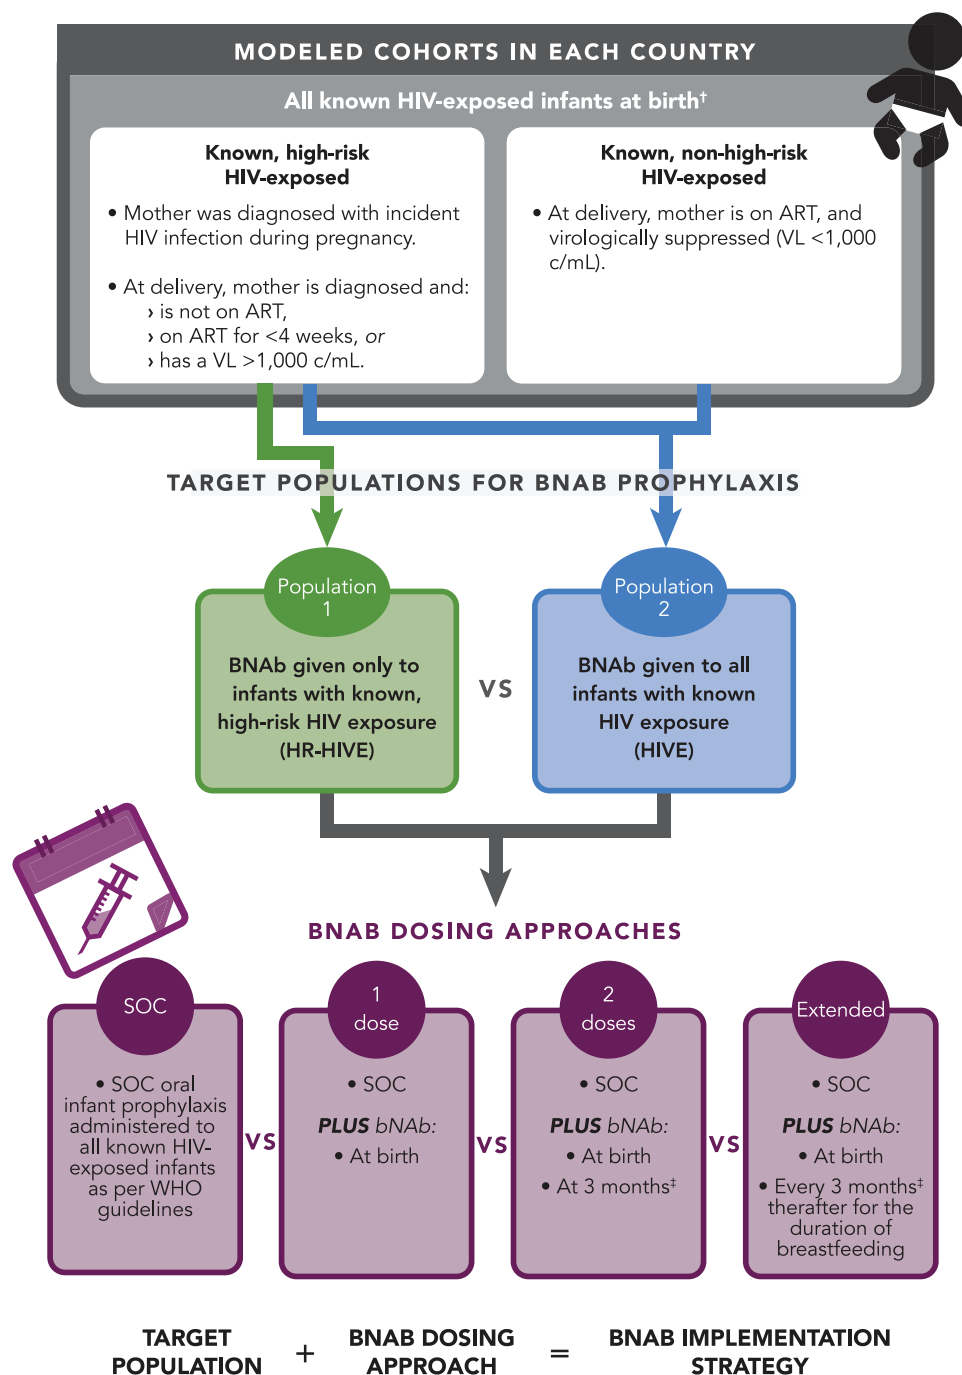 MODELED COHORTS IN EACH COUNTRY
All known HIV-exposed infants at birth†
Known, high-risk
HIV-exposed
• Mother was diagnosed with incident
HIV infection during pregnancy.
• At delivery, mother is diagnosed and:
› is not on ART,
› on ART for <4 weeks, or
› has a VL >1,000 c/mL.
Known, non-high-risk
HIV-exposed
• At delivery, mother is on ART, and
virologically suppressed (VL <1,000
c/mL).
TARGET POPULATIONS FOR BNAB PROPHYLAXIS
Population
1
BNAb given only to
infants with known,
high-risk HIV exposure
(HR-HIVE)
VS
Population
2
BNAb given to all
infants with known
HIV exposure
(HIVE)
BNAB DOSING APPROACHES
SOC
• SOC oral
infant prophylaxis
administered to
all known HIV-
exposed infants
as per WHO
guidelines
VS
1
dose
• SOC
PLUS bNAb:
• At birth
VS
2
doses
• SOC
PLUS bNAb:
• At birth
• At 3 months‡
VS
Extended
• SOC
PLUS bNAb:
• At birth
• Every 3 months‡
therafter for the
duration of
breastfeeding
TARGET
POPULATION
+
BNAB DOSING
APPROACH
=
BNAB IMPLEMENTATION
STRATEGY